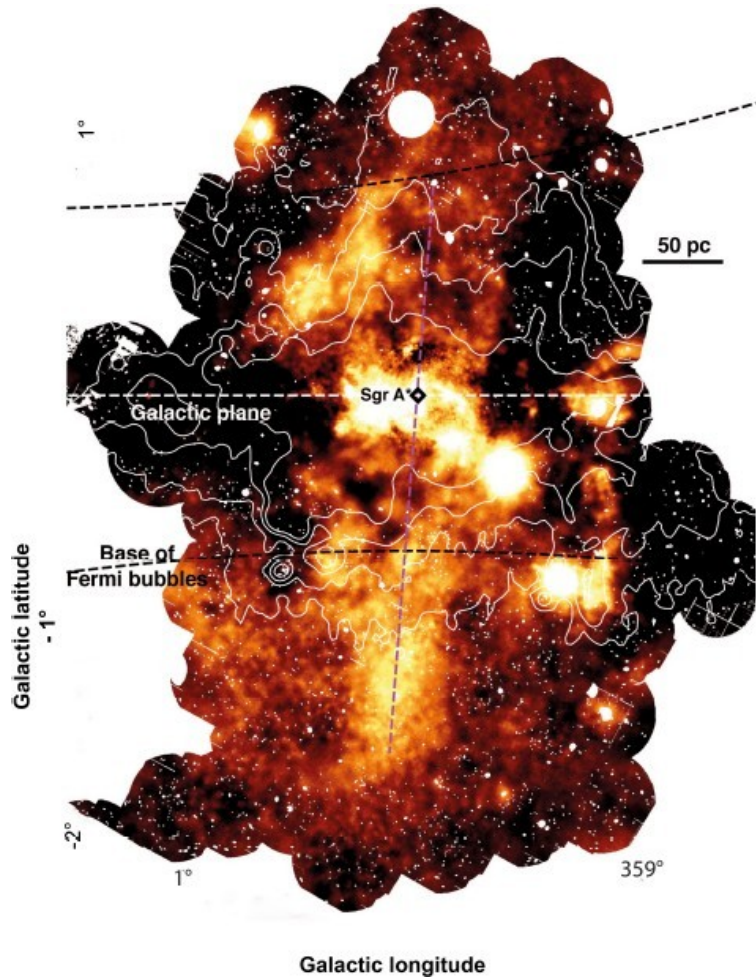 1°
50 pc
Sgr A*
Galactic plane
Base of
Fermi bubbles
Galactic latitude
- 1°
-2°
1°
359°
Galactic longitude